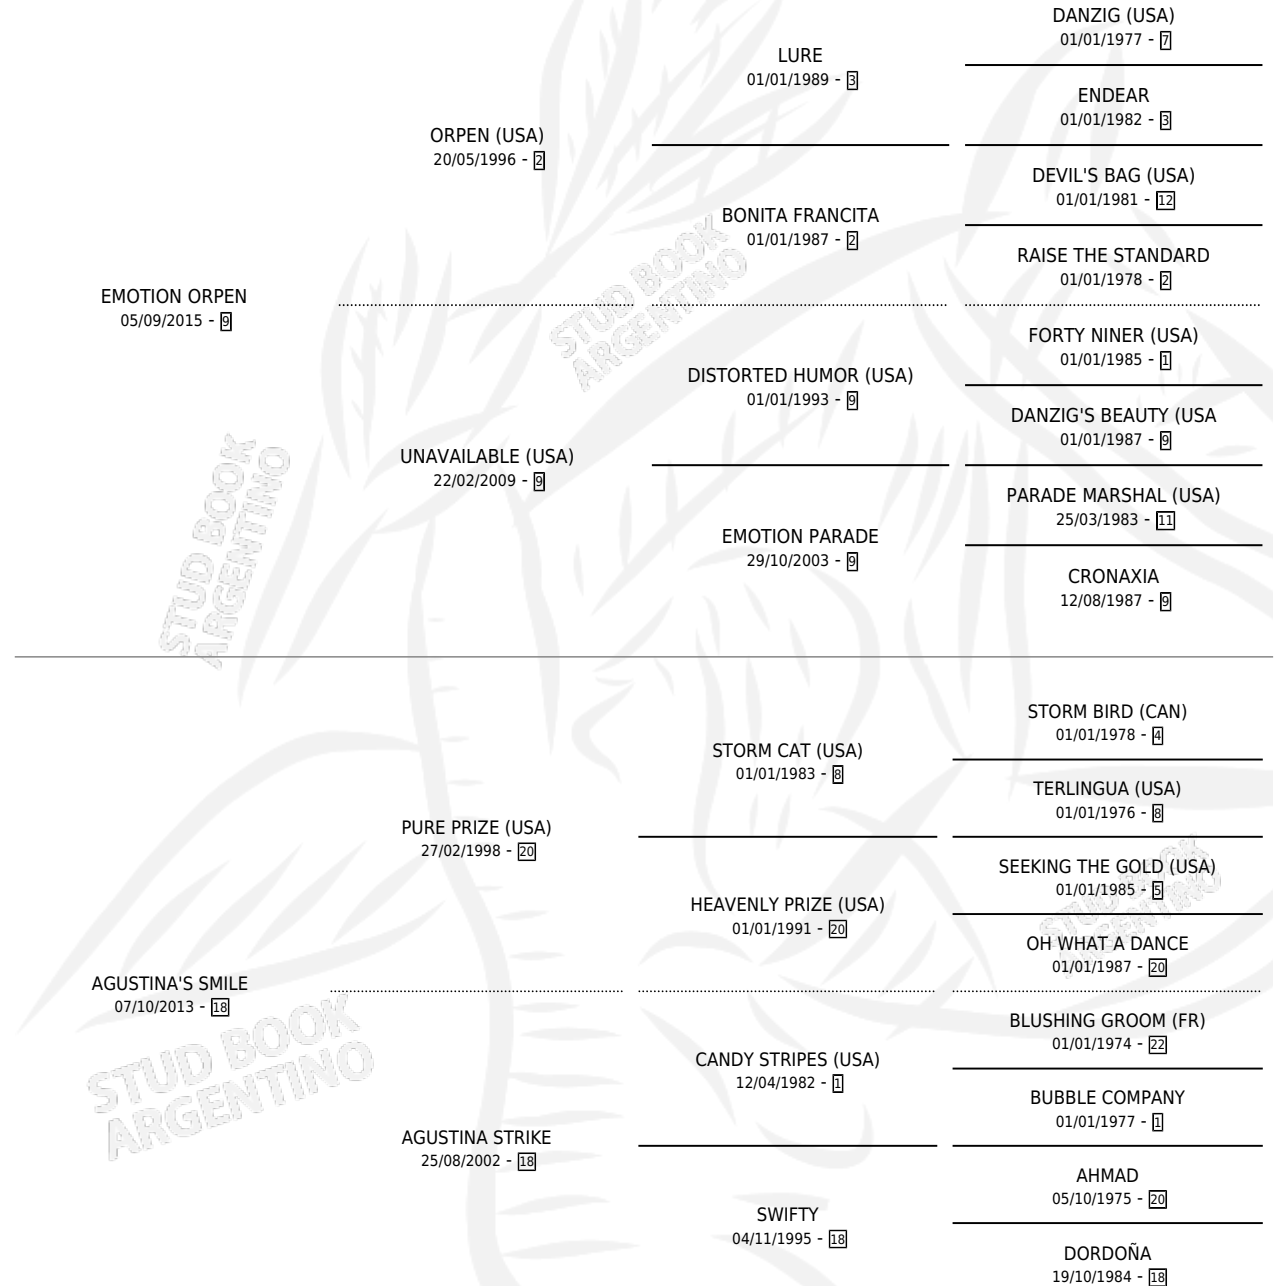 DANZIG (USA)
01/01/1977 - 7
LURE
01/01/1989 - 3
ENDEAR
01/01/1982 - 3
ORPEN (USA)
20/05/1996 - 2
DEVIL'S BAG (USA)
01/01/1981 - 12
BONITA FRANCITA
01/01/1987 - 2
RAISE THE STANDARD
01/01/1978 - 2
EMOTION ORPEN
05/09/2015 - 9
STUD BOOK
ARGENTINO
FORTY NINER (USA)
01/01/1985 - 1
DISTORTED HUMOR (USA)
01/01/1993 - 9
DANZIG'S BEAUTY (USA
01/01/1987 - 9
UNAVAILABLE (USA)
22/02/2009 - 9
PARADE MARSHAL (USA)
25/03/1983 - 11
EMOTION PARADE
29/10/2003 - 9
CRONAXIA
12/08/1987 - 9
STUD BOOK
ARGENTINO
STORM BIRD (CAN)
01/01/1978 - 4
STORM CAT (USA)
01/01/1983 - 8
TERLINGUA (USA)
01/01/1976 - 8
PURE PRIZE (USA)
27/02/1998 - 20
SEEKING THE GOLD (USA)
01/01/1985 - 5
HEAVENLY PRIZE (USA)
01/01/1991 - 20
OH WHAT A DANCE
01/01/1987 - 20
STUD BOOK
ARGENTINO
AGUSTINA'S SMILE
07/10/2013 - 18
BLUSHING GROOM (FR)
01/01/1974 - 22
CANDY STRIPES (USA)
12/04/1982 - 1
BUBBLE COMPANY
01/01/1977 - 1
STUD BOOK
ARGENTINO
AGUSTINA STRIKE
25/08/2002 - 18
AHMAD
05/10/1975 - 20
SWIFTY
04/11/1995 - 18
DORDOÑA
19/10/1984 - 18